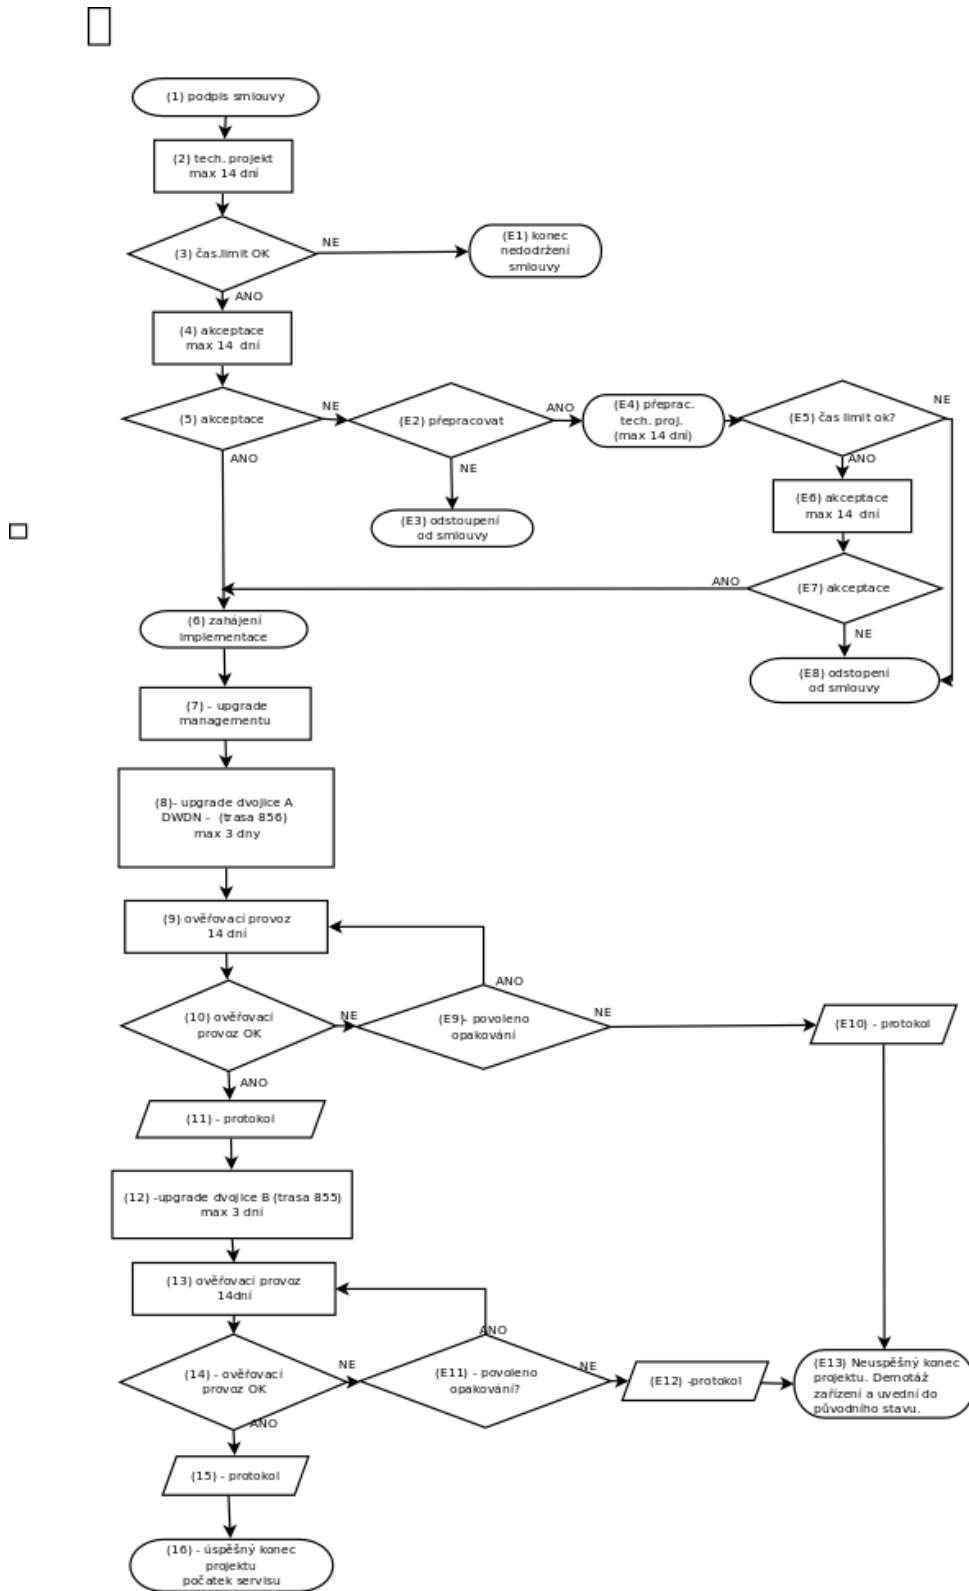 (1) podpis smlouvy
(2) tech. projekt
max 14 dní
(3) čas.limit OK
NE
(E1) konec
nedodržení
smlouvy
ANO
(4) akceptace
max 14 dní
(5) akceptace
NE
(E2) přepracovat
ANO
(E4) přeprac.
tech. proj.
(max 14 dní)
(E5) čas limit ok?
NE
ANO
NE
ANO
(E6) akceptace
max 14 dní
(E3) odstoupení
od smlouvy
ANO
(E7) akceptace
NE
(6) zahájení
implementace
(E8) odstopení
od smlouvy
(7) - upgrade
managementu
(8)- upgrade dvojice A
DWDN - (trasa 856)
max 3 dny
(9) ověřovací provoz
14 dní
ANO
(10) ověřovací
provoz OK
NE
(E9)- povoleno
opakování
NE
(E10) - protokol
ANO
(11) - protokol
(12) -upgrade dvojice B (trasa 855)
max 3 dní
(13) ověřovací provoz
14dní
ANO
(14) - ověřovací
provoz OK
NE
(E11) - povoleno
opakování?
NE
(E12) -protokol
(E13) Neuspěšný konec
projektu. Demotáž
zařízení a uvední do
původního stavu.
ANO
(15) - protokol
(16) - úspěšný konec
projektu
počatek servisu